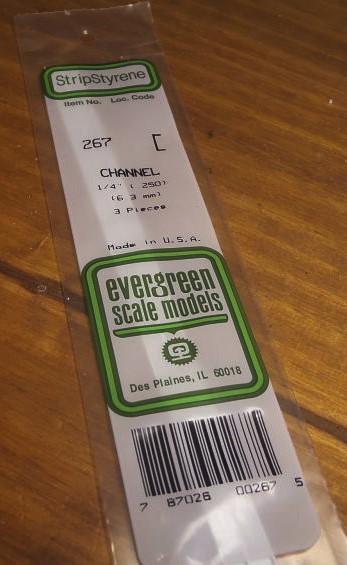 StripStyrene
Item No. Loc. Code
267 [
CHANNEL
1/4" (.250)
(6.3 mm)
3 Pieces
Made in U.S.A.
evergreen
scale models
Des Plaines, IL 60018
7 87026 00267 5